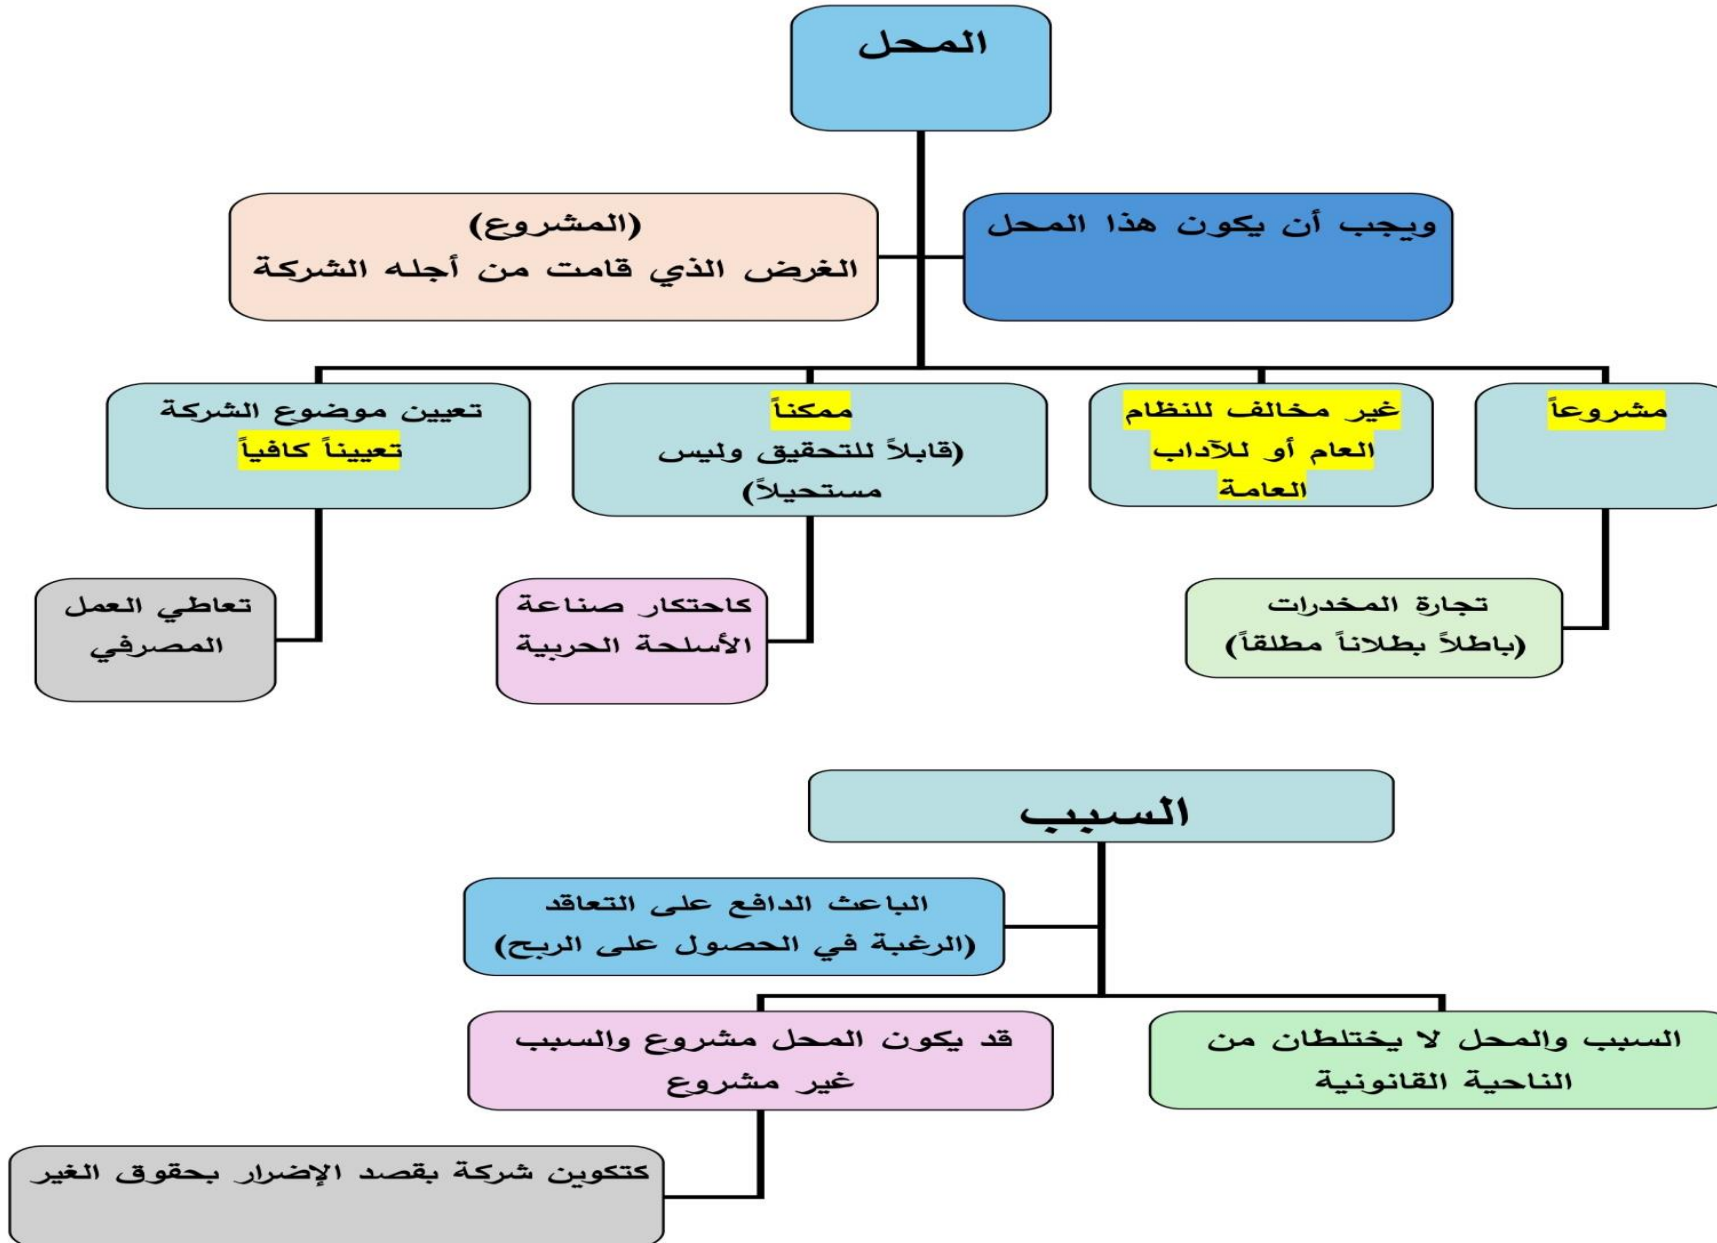 المحل
ويجب أن يكون هذا المحل
(المشروع)
الغرض الذي قامت من أجله الشركة
مشروعاً
غير مخالف للنظام
العام أو للآداب
العامة
ممكناً
(قابلاً للتحقيق وليس
مستحيلاً)
تعيين موضوع الشركة
تعييناً كافياً
تجارة المخدرات
(باطلاً بطلاناً مطلقاً)
كاحتكار صناعة
الأسلحة الحربية
تعاطي العمل
المصرفي
السبب
الباعث الدافع على التعاقد
(الرغبة في الحصول على الربح)
السبب والمحل لا يختلطان من
الناحية القانونية
قد يكون المحل مشروع والسبب
غير مشروع
كتكوين شركة بقصد الإضرار بحقوق الغير